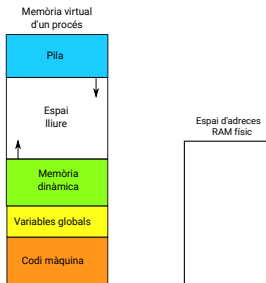 Memòria virtual
d'un procés
Pila
Espai
lliure
Espai d'adreces
RAM físic
Memòria
dinàmica
Variables globals
Codi màquina